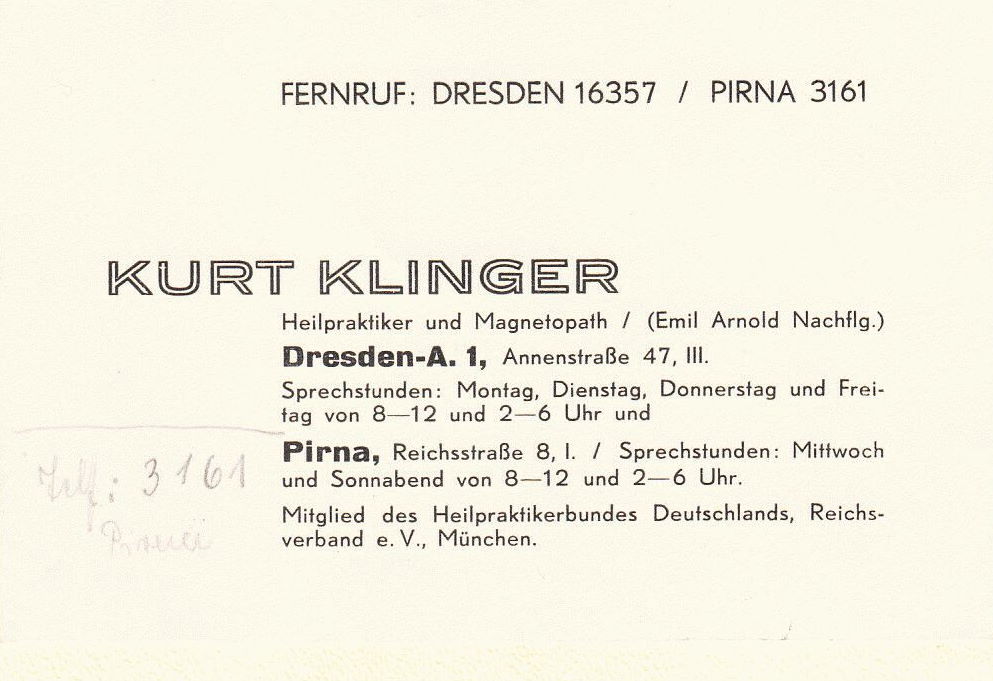 FERNRUF: DRESDEN 16357 / PIRNA 3161
KURT KLINGER
Heilpraktiker und Magnetopath / (Emil Arnold Nachflg.)
Dresden-A. 1, Annenstraße 47, III.
Sprechstunden: Montag, Dienstag, Donnerstag und Frei-
tag von 8—12 und 2—6 Uhr und
Pirna, Reichsstraße 8, I. / Sprechstunden: Mittwoch
und Sonnabend von 8—12 und 2—6 Uhr.
Mitglied des Heilpraktikerbundes Deutschlands, Reichs-
verband e. V., München.
3161